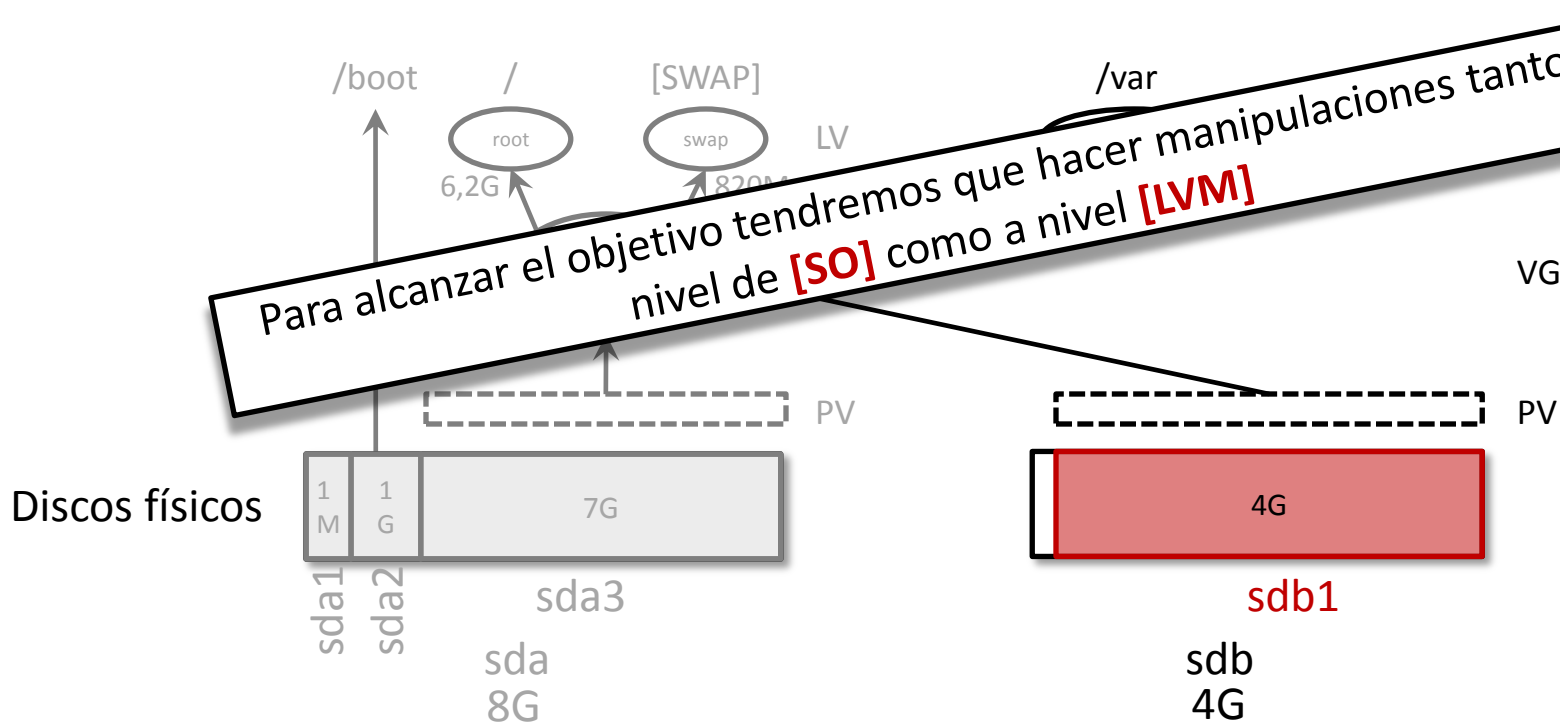 /boot
/
[SWAP]
/var
root
swap
LV
6,2G
820M
Para alcanzar el objetivo tendremos que hacer manipulaciones tanto
nivel de [SO] como a nivel [LVM]
VG
PV
PV
Discos físicos
1
M
1
G
7G
4G
sda1
sda2
sda3
sdb1
sda
8G
sdb
4G